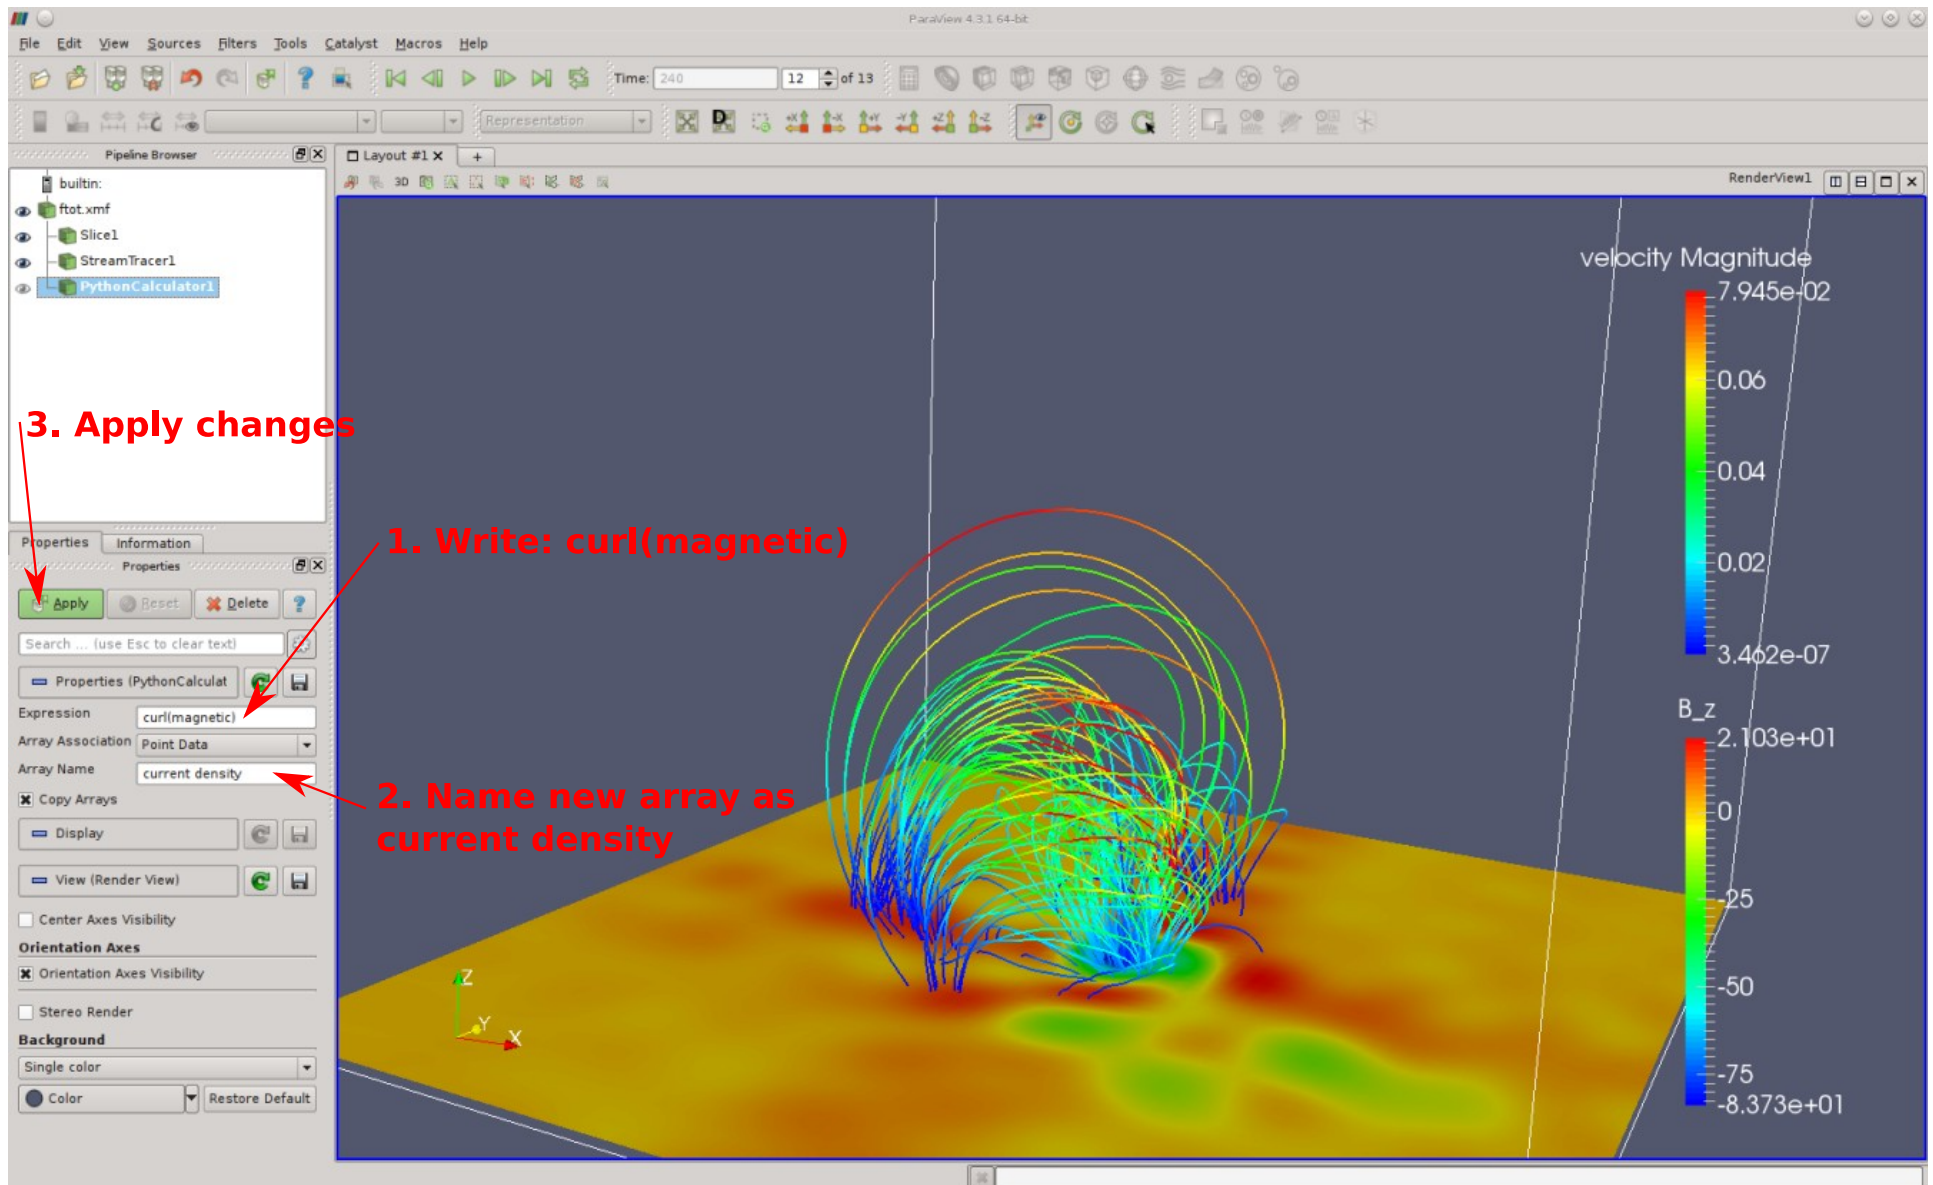 ParaView 4.3.1 64-bit
File Edit View Sources Filters Tools Catalyst Macros Help
Time: 240 12 of 13
Representation
Pipeline Browser
Layout #1 +
builtin:
3D
RenderView1
ftot.xmf
Slice1
StreamTracer1
PythonCalculator1
velocity Magnitude
7.945e-02
0.06
0.04
0.02
3.462e-07
3. Apply changes
1. Write: curl(magnetic)
Properties Information
Properties
Apply Reset Delete ?
Search ... (use Esc to clear text)
Properties (PythonCalculat
Expression curl(magnetic)
Array Association Point Data
Array Name current density
Copy Arrays
2. Name new array as
current density
Display
View (Render View)
Center Axes Visibility
Orientation Axes
Orientation Axes Visibility
Stereo Render
Background
Single color
Color Restore Default
B_z
2.103e+01
0
-25
-50
-75
-8.373e+01
Z
Y
X